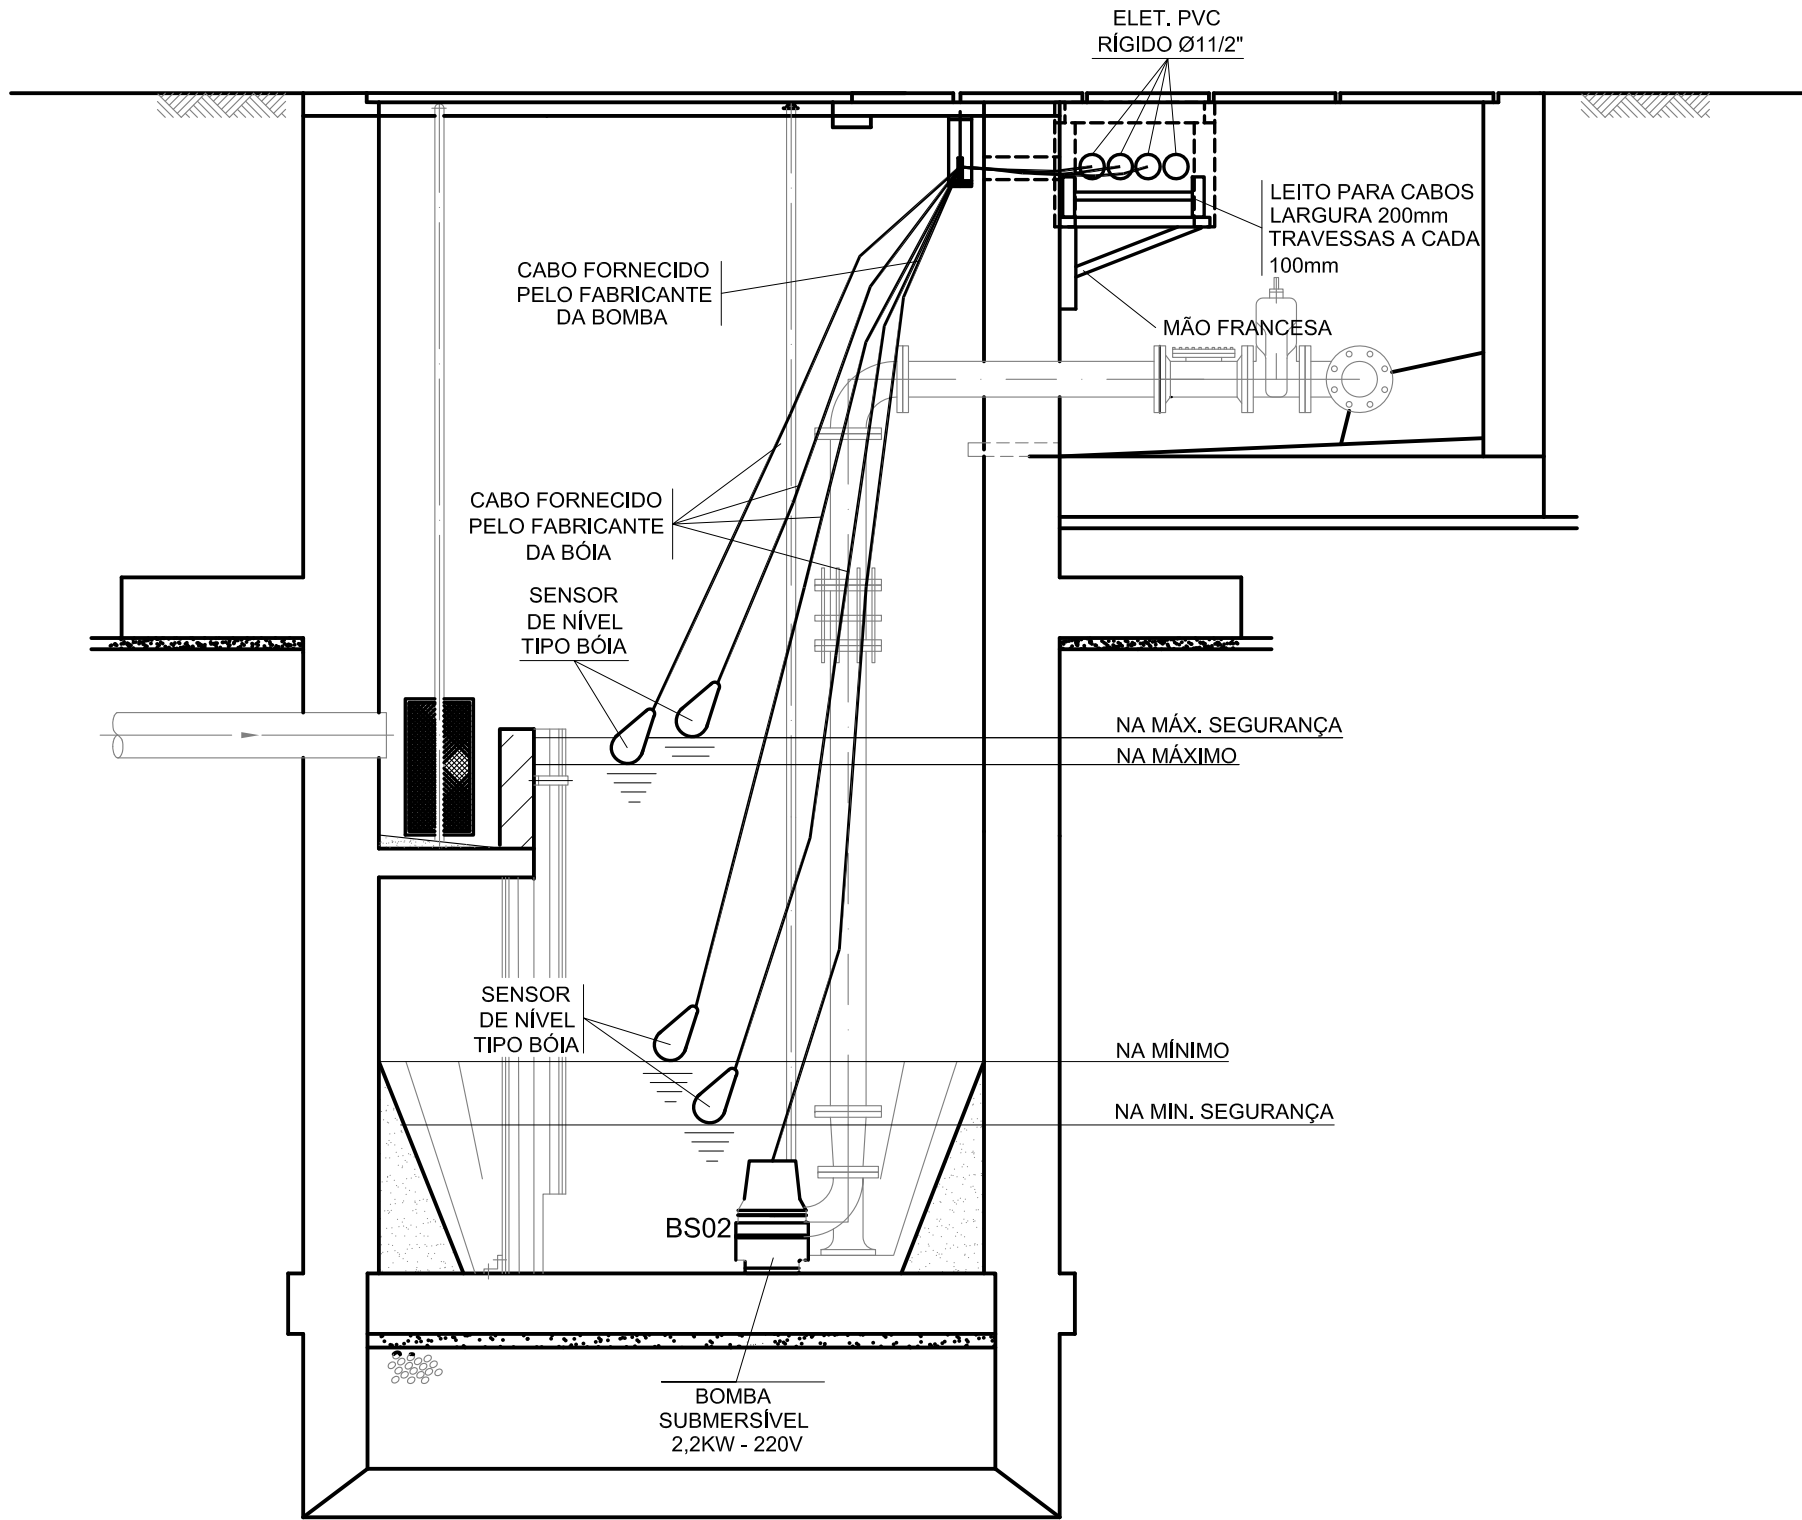 ELET. PVC
RÍGIDO Ø11/2"
LEITO PARA CABOS
LARGURA 200mm
TRAVESSAS A CADA
100mm
CABO FORNECIDO
PELO FABRICANTE
DA BOMBA
MÃO FRANCESA
CABO FORNECIDO
PELO FABRICANTE
DA BÓIA
SENSOR
DE NÍVEL
TIPO BÓIA
NA MÁX. SEGURANÇA
NA MÁXIMO
SENSOR
DE NÍVEL
TIPO BÓIA
NA MÍNIMO
NA MIN. SEGURANÇA
BS02
BOMBA
SUBMERSÍVEL
2,2KW - 220V